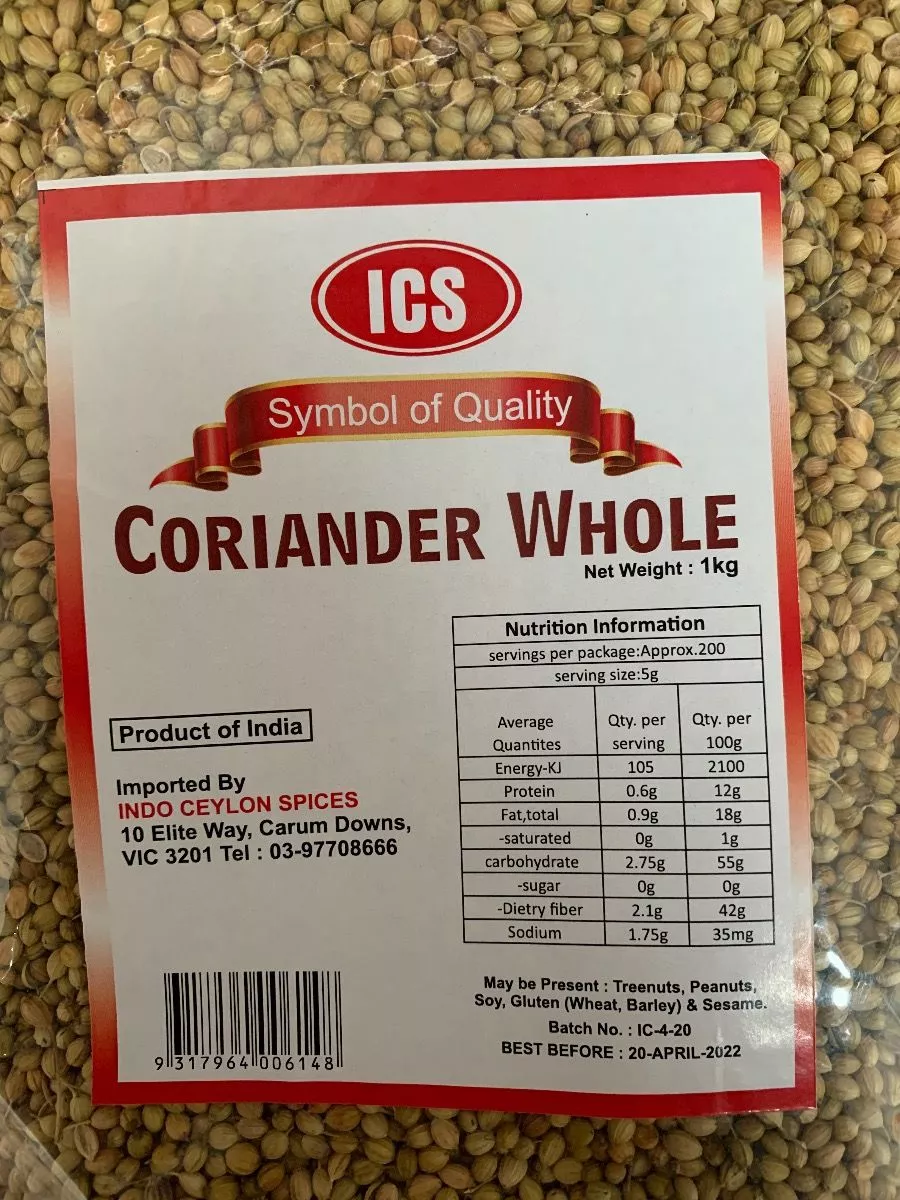 ICS
Symbol of Quality
CORIANDER WHOLE
Net Weight : 1kg
Nutrition Information
servings per package:Approx.200
serving size:5g
Average Quantites Qty. per serving Qty. per 100g
Energy-KJ 105 2100
Protein 0.6g 12g
Fat,total 0.9g 18g
-saturated 0g 1g
carbohydrate 2.75g 55g
-sugar 0g 0g
-Dietry fiber 2.1g 42g
Sodium 1.75g 35mg
Product of India
Imported By
INDO CEYLON SPICES
10 Elite Way, Carum Downs,
VIC 3201 Tel : 03-97708666
May be Present : Treenuts, Peanuts,
Soy, Gluten (Wheat, Barley) & Sesame.
Batch No. : IC-4-20
BEST BEFORE : 20-APRIL-2022
9 317964 006148